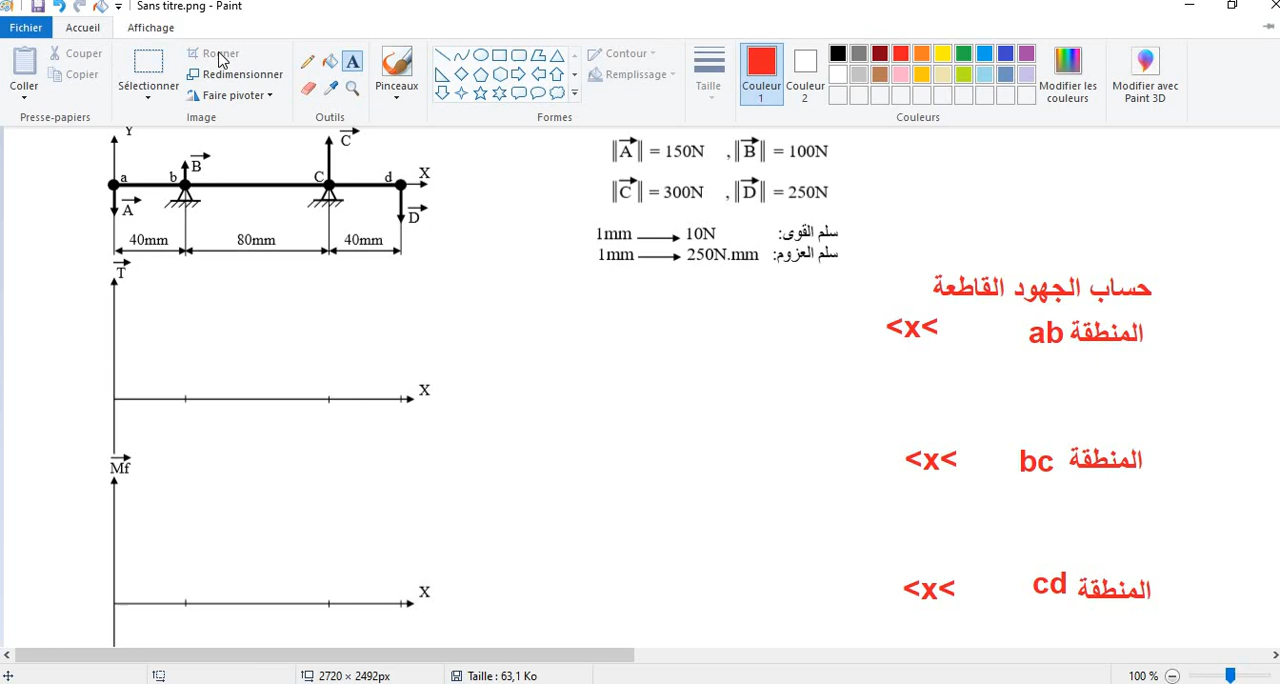 Sans titre.png - Paint
Fichier Accueil Affichage
Coller
Couper
Copier
Presse-papiers
Sélectionner
Rogner
Redimensionner
Faire pivoter
Image
A
Outils
Pinceaux
Contour
Remplissage
Formes
Taille
Couleur 1
Couleur 2
Modifier les couleurs
Couleurs
Modifier avec Paint 3D
Y
C
B
a b C d X
A
D
40mm 80mm 40mm
T
X
Mf
X
||A|| = 150N , ||B|| = 100N
||C|| = 300N , ||D|| = 250N
سلم القوى: 1mm → 10N
سلم العزوم: 1mm → 250N.mm
حساب الجهود القاطعة
المنطقة ab <x<
المنطقة bc <x<
المنطقة cd <x<
2720 × 2492px
Taille : 63,1 Ko
100 %